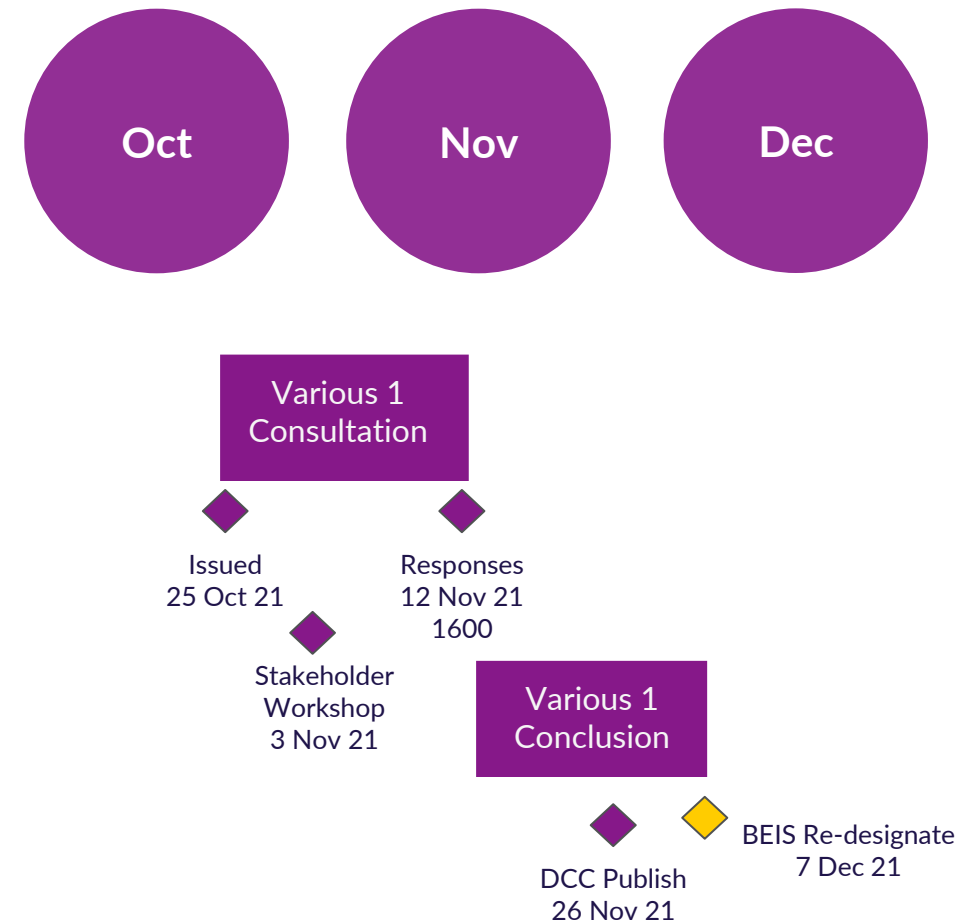 Oct
Nov
Dec
Various 1
Consultation
Issued
25 Oct 21
Responses
12 Nov 21
1600
Stakeholder
Workshop
3 Nov 21
Various 1
Conclusion
DCC Publish
26 Nov 21
BEIS Re-designate
7 Dec 21